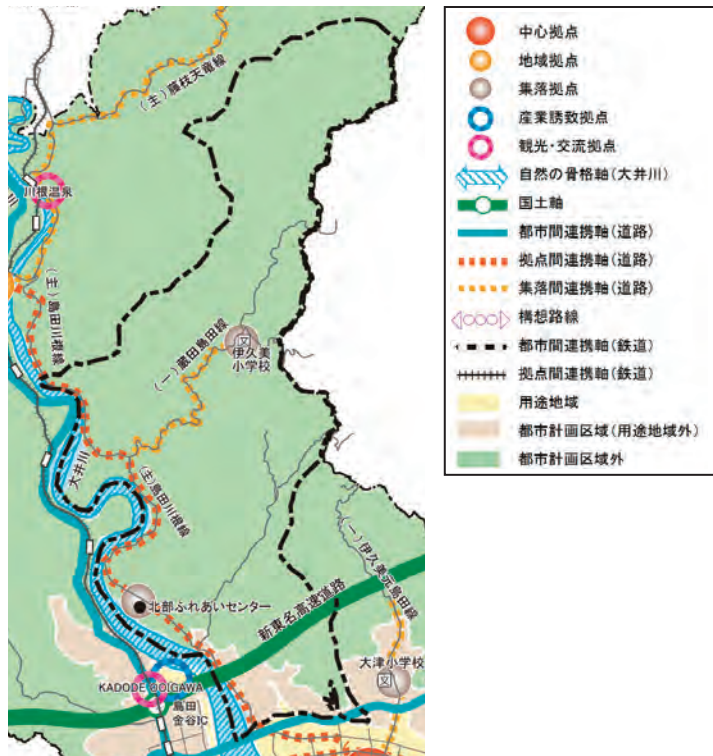 (主)藤枝天竜線
川根温泉
(主)島田川根線
(一)蔵田島田線
伊久美
小学校
文
大井川
(主)島田川根線
(一)伊久美元島田線
北部ふれあいセンター
新東名高速道路
大津小学校
文
KADODE OOIGAWA
島田
金谷IC
中心拠点
地域拠点
集落拠点
産業誘致拠点
観光・交流拠点
自然の骨格軸(大井川)
国土軸
都市間連携軸(道路)
拠点間連携軸(道路)
集落間連携軸(道路)
構想路線
都市間連携軸(鉄道)
拠点間連携軸(鉄道)
用途地域
都市計画区域(用途地域外)
都市計画区域外